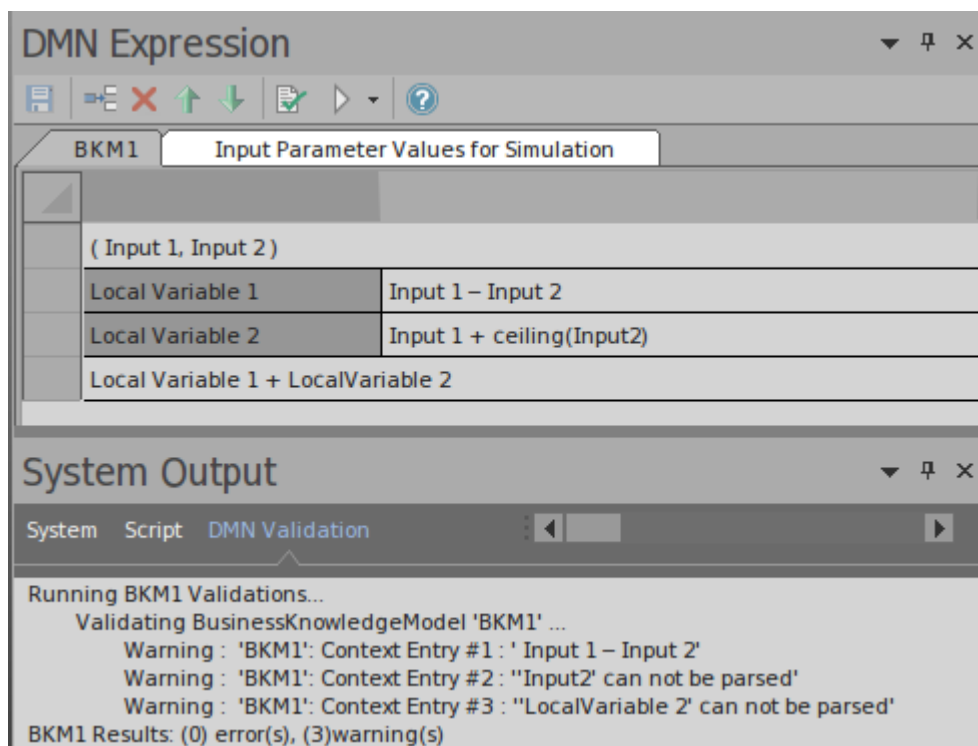 DMN Expression
BKM1 Input Parameter Values for Simulation
( Input 1, Input 2 )
Local Variable 1 Input 1 – Input 2
Local Variable 2 Input 1 + ceiling(Input2)
Local Variable 1 + LocalVariable 2
System Output
System Script DMN Validation
Running BKM1 Validations...
Validating BusinessKnowledgeModel 'BKM1' ...
Warning : 'BKM1': Context Entry #1 : ' Input 1 – Input 2'
Warning : 'BKM1': Context Entry #2 : ''Input2' can not be parsed'
Warning : 'BKM1': Context Entry #3 : ''LocalVariable 2' can not be parsed'
BKM1 Results: (0) error(s), (3)warning(s)